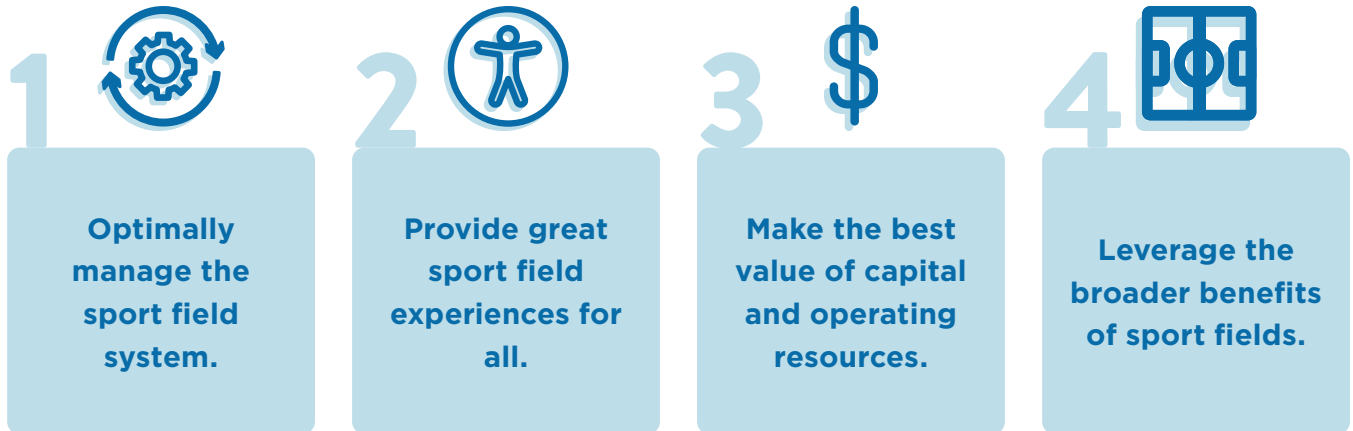 1
Optimally
manage the
sport field
system.
2
Provide great
sport field
experiences for
all.
3
$
Make the best
value of capital
and operating
resources.
4
Leverage the
broader benefits
of sport fields.